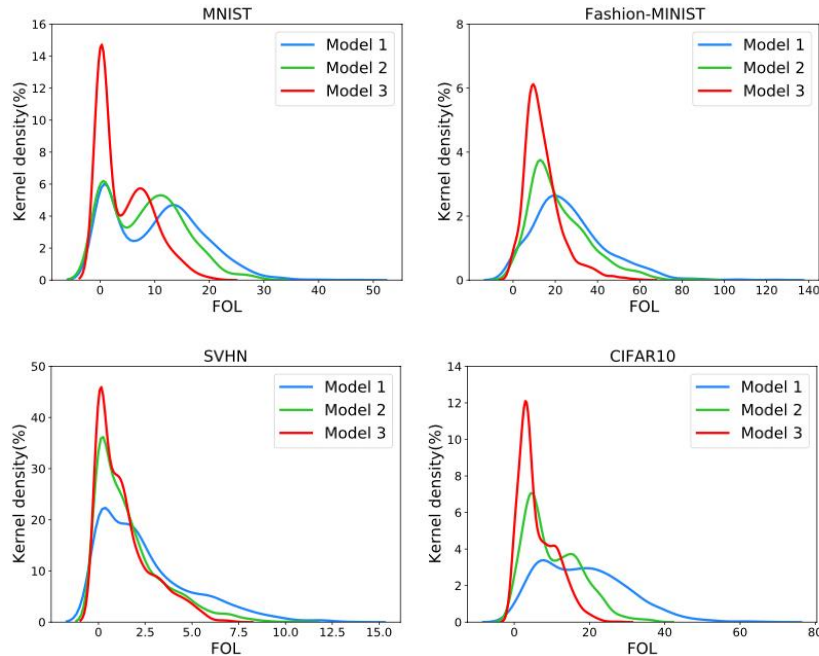 MNIST
Kernel density(%)
16
14
12
10
8
6
4
2
0
Model 1
Model 2
Model 3
0 10 20 30 40 50
FOL
Fashion-MINIST
Kernel density(%)
8
6
4
2
0
Model 1
Model 2
Model 3
0 20 40 60 80 100 120 140
FOL
SVHN
Kernel density(%)
50
40
30
20
10
0
Model 1
Model 2
Model 3
0 2.5 5.0 7.5 10.0 12.5 15.0
FOL
CIFAR10
Kernel density(%)
14
12
10
8
6
4
2
0
Model 1
Model 2
Model 3
0 20 40 60 80
FOL